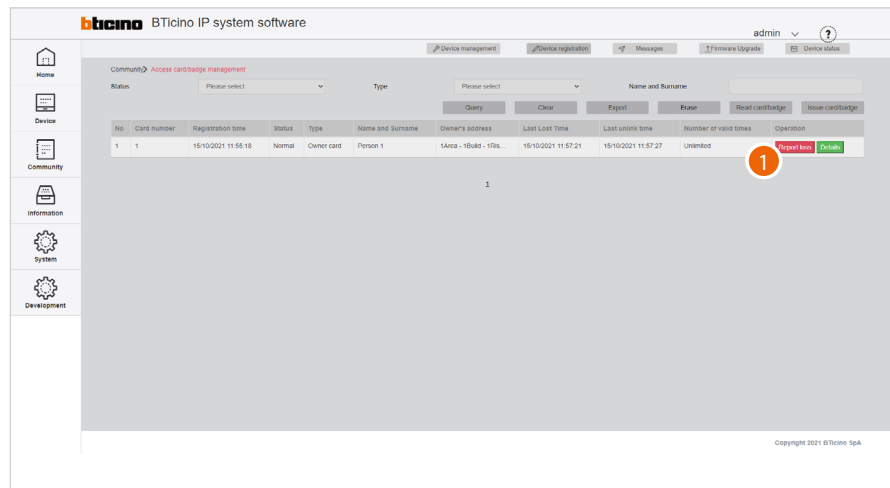 bticino BTicino IP system software
admin ?
Device management Device registration Messages Firmware Upgrade Device status
Home
Community> Access card/badge management
Status Please select Type Please select Name and Surname
Query Clear Export Erase Read card/badge Issue card/badge
Device
No Card number Registration time Status Type Name and Surname Owner's address Last Lost Time Last unlink time Number of valid times Operation
1 1 15/10/2021 11:55:18 Normal Owner card Person 1 1Area - 1Build - 1Ris... 15/10/2021 11:57:21 15/10/2021 11:57:27 Unlimited Report loss Details
1
Community
1
Information
System
Development
Copyright 2021 BTicino SpA